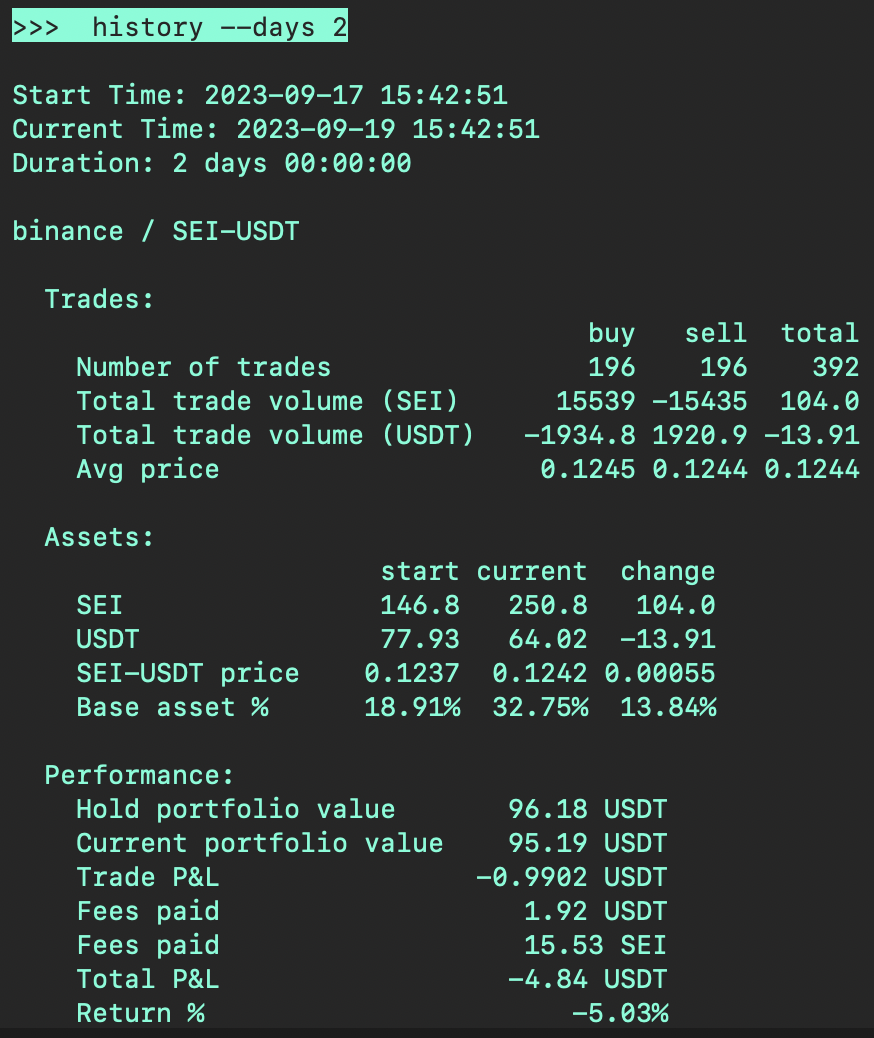 >>>  history --days 2
Start Time: 2023-09-17 15:42:51
Current Time: 2023-09-19 15:42:51
Duration: 2 days 00:00:00
binance / SEI-USDT
Trades:
buy sell total
Number of trades 196 196 392
Total trade volume (SEI) 15539 -15435 104.0
Total trade volume (USDT) -1934.8 1920.9 -13.91
Avg price 0.1245 0.1244 0.1244
Assets:
start current change
SEI 146.8 250.8 104.0
USDT 77.93 64.02 -13.91
SEI-USDT price 0.1237 0.1242 0.00055
Base asset % 18.91% 32.75% 13.84%
Performance:
Hold portfolio value 96.18 USDT
Current portfolio value 95.19 USDT
Trade P&L -0.9902 USDT
Fees paid 1.92 USDT
Fees paid 15.53 SEI
Total P&L -4.84 USDT
Return % -5.03%